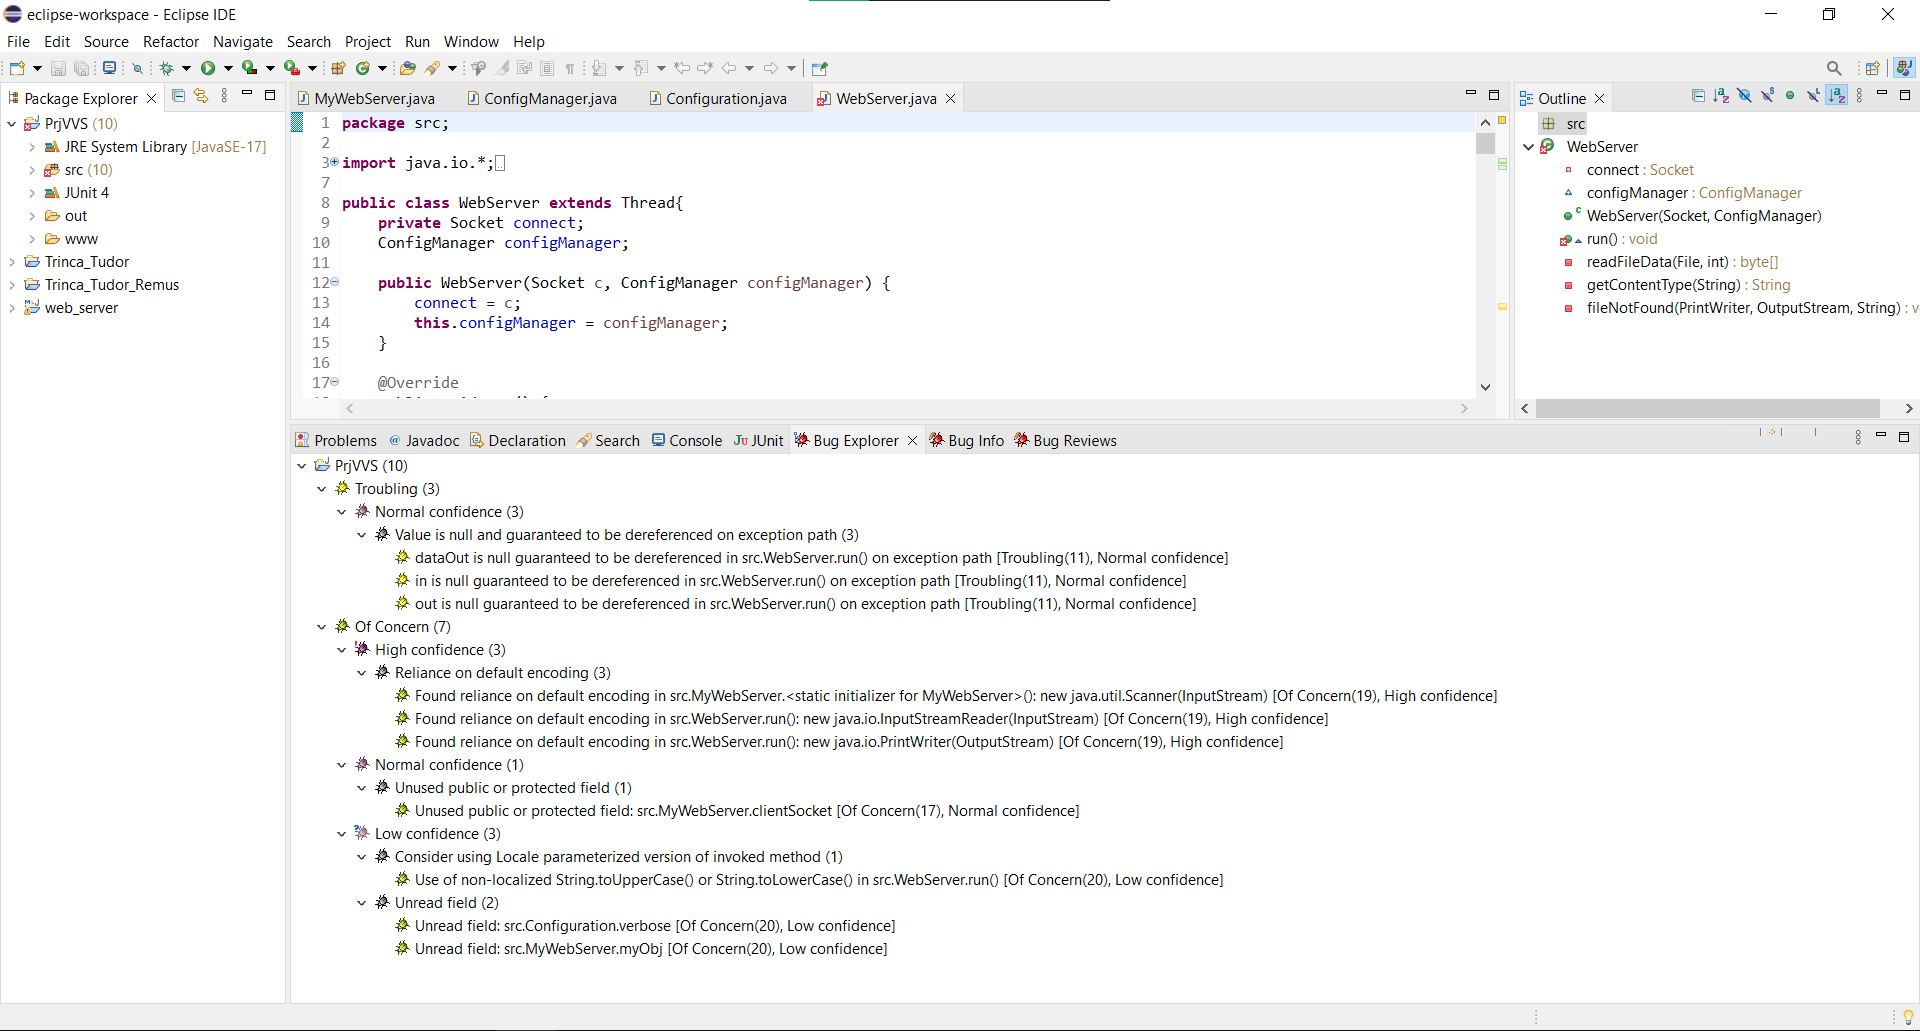 eclipse-workspace - Eclipse IDE
File Edit Source Refactor Navigate Search Project Run Window Help
Package Explorer
PrjVVS (10)
JRE System Library [JavaSE-17]
src (10)
JUnit 4
out
www
Trinca_Tudor
Trinca_Tudor_Remus
web_server
MyWebServer.java ConfigManager.java Configuration.java WebServer.java
1 package src;
2
3 import java.io.*;
7
8 public class WebServer extends Thread{
9 private Socket connect;
10 ConfigManager configManager;
11
12 public WebServer(Socket c, ConfigManager configManager) {
13 connect = c;
14 this.configManager = configManager;
15 }
16
17 @Override
Outline
src
WebServer
connect : Socket
configManager : ConfigManager
WebServer(Socket, ConfigManager)
run() : void
readFileData(File, int) : byte[]
getContentType(String) : String
fileNotFound(PrintWriter, OutputStream, String) : v
Problems @ Javadoc Declaration Search Console JUnit Bug Explorer Bug Info Bug Reviews
PrjVVS (10)
Troubling (3)
Normal confidence (3)
Value is null and guaranteed to be dereferenced on exception path (3)
dataOut is null guaranteed to be dereferenced in src.WebServer.run() on exception path [Troubling(11), Normal confidence]
in is null guaranteed to be dereferenced in src.WebServer.run() on exception path [Troubling(11), Normal confidence]
out is null guaranteed to be dereferenced in src.WebServer.run() on exception path [Troubling(11), Normal confidence]
Of Concern (7)
High confidence (3)
Reliance on default encoding (3)
Found reliance on default encoding in src.MyWebServer.<static initializer for MyWebServer>(): new java.util.Scanner(InputStream) [Of Concern(19), High confidence]
Found reliance on default encoding in src.WebServer.run(): new java.io.InputStreamReader(InputStream) [Of Concern(19), High confidence]
Found reliance on default encoding in src.WebServer.run(): new java.io.PrintWriter(OutputStream) [Of Concern(19), High confidence]
Normal confidence (1)
Unused public or protected field (1)
Unused public or protected field: src.MyWebServer.clientSocket [Of Concern(17), Normal confidence]
Low confidence (3)
Consider using Locale parameterized version of invoked method (1)
Use of non-localized String.toUpperCase() or String.toLowerCase() in src.WebServer.run() [Of Concern(20), Low confidence]
Unread field (2)
Unread field: src.Configuration.verbose [Of Concern(20), Low confidence]
Unread field: src.MyWebServer.myObj [Of Concern(20), Low confidence]